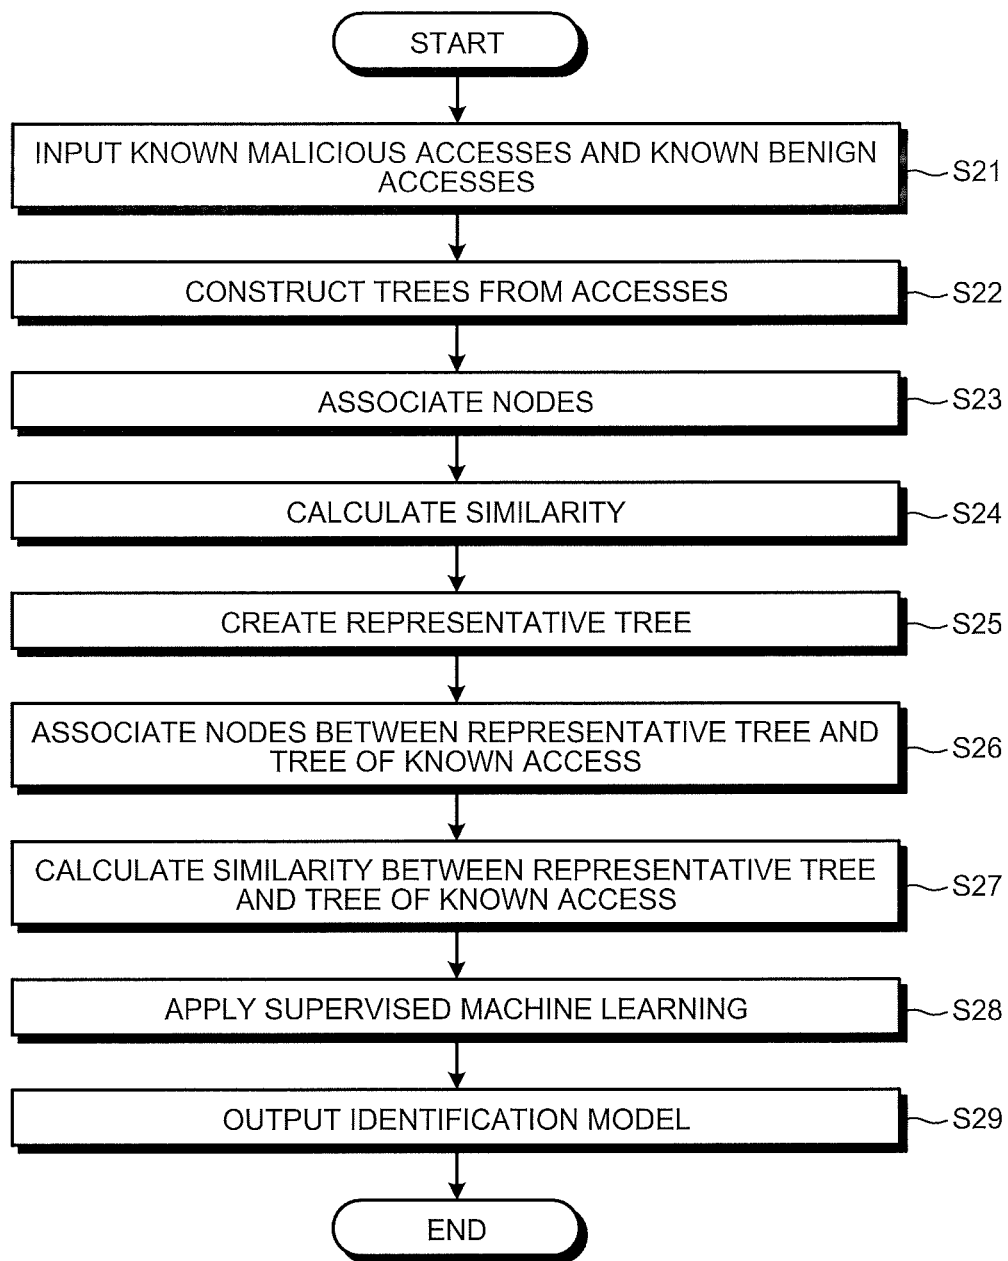 START
INPUT KNOWN MALICIOUS ACCESSES AND KNOWN BENIGN
ACCESSES
S21
CONSTRUCT TREES FROM ACCESSES
S22
ASSOCIATE NODES
S23
CALCULATE SIMILARITY
S24
CREATE REPRESENTATIVE TREE
S25
ASSOCIATE NODES BETWEEN REPRESENTATIVE TREE AND
TREE OF KNOWN ACCESS
S26
CALCULATE SIMILARITY BETWEEN REPRESENTATIVE TREE
AND TREE OF KNOWN ACCESS
S27
APPLY SUPERVISED MACHINE LEARNING
S28
OUTPUT IDENTIFICATION MODEL
S29
END